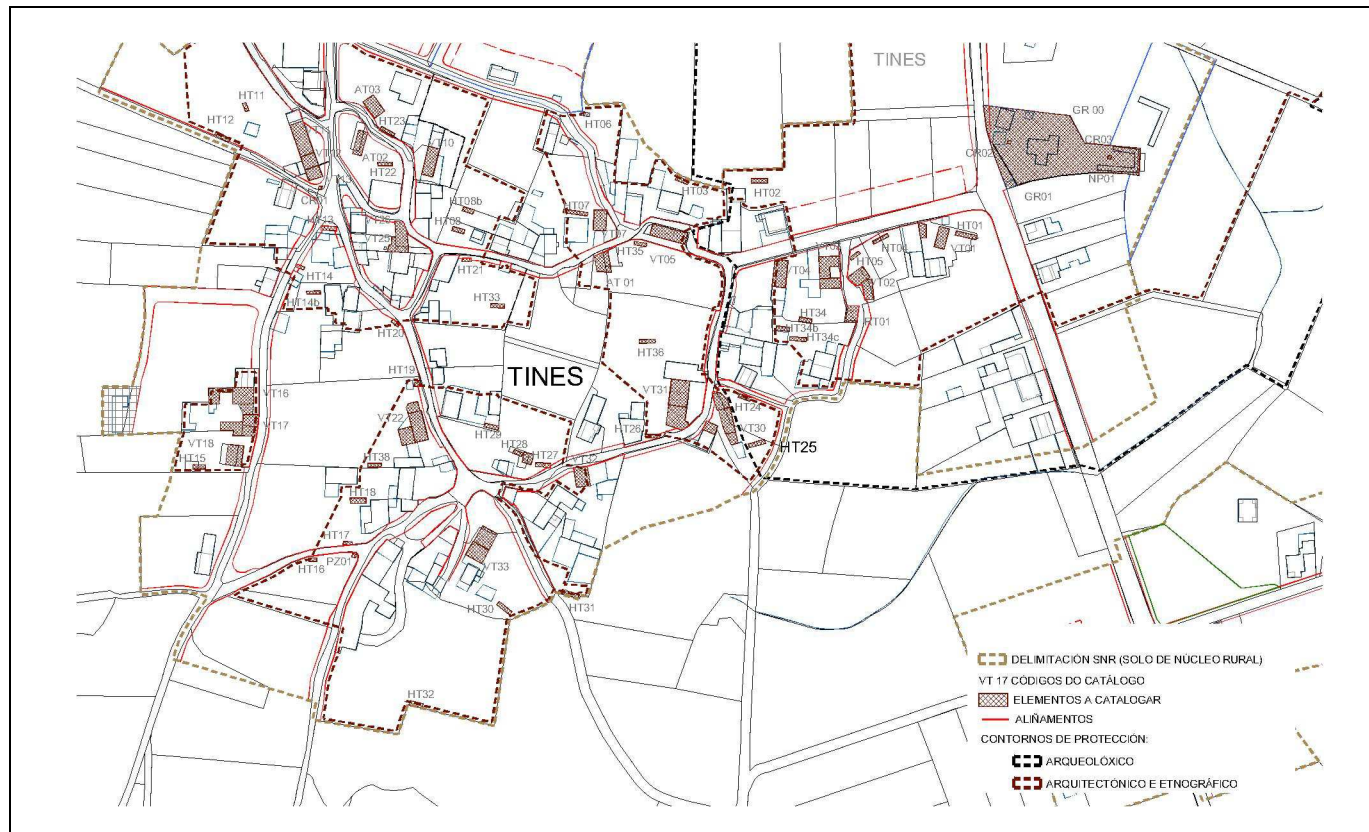 TINES
HT11
AT03
HT12
HT23
HT06
GR 00
CR03
CR02
VT10
AT02
HT22
HT03
HT02
NP01
GR01
HT08b
HT07
HT08
VT25
HT35
VT05
HT01
VT01
HT05
VT02
VT04
HT21
AT 01
HT14
HT14b
HT33
HT34
HT34b
HT34c
HT20
HT36
HT19
TINES
VT16
VT31
HT24
VT17
VT22
HT29
HT26
VT30
VT18
HT28
HT25
HT15
HT38
HT27
VT32
HT18
HT17
PZ01
HT16
VT33
HT30
HT31
HT32
DELIMITACIÓN SNR (SOLO DE NÚCLEO RURAL)
VT 17 CÓDIGOS DO CATÁLOGO
ELEMENTOS A CATALOGAR
ALIÑAMENTOS
CONTORNOS DE PROTECCIÓN:
ARQUEOLÓXICO
ARQUITECTÓNICO E ETNOGRÁFICO